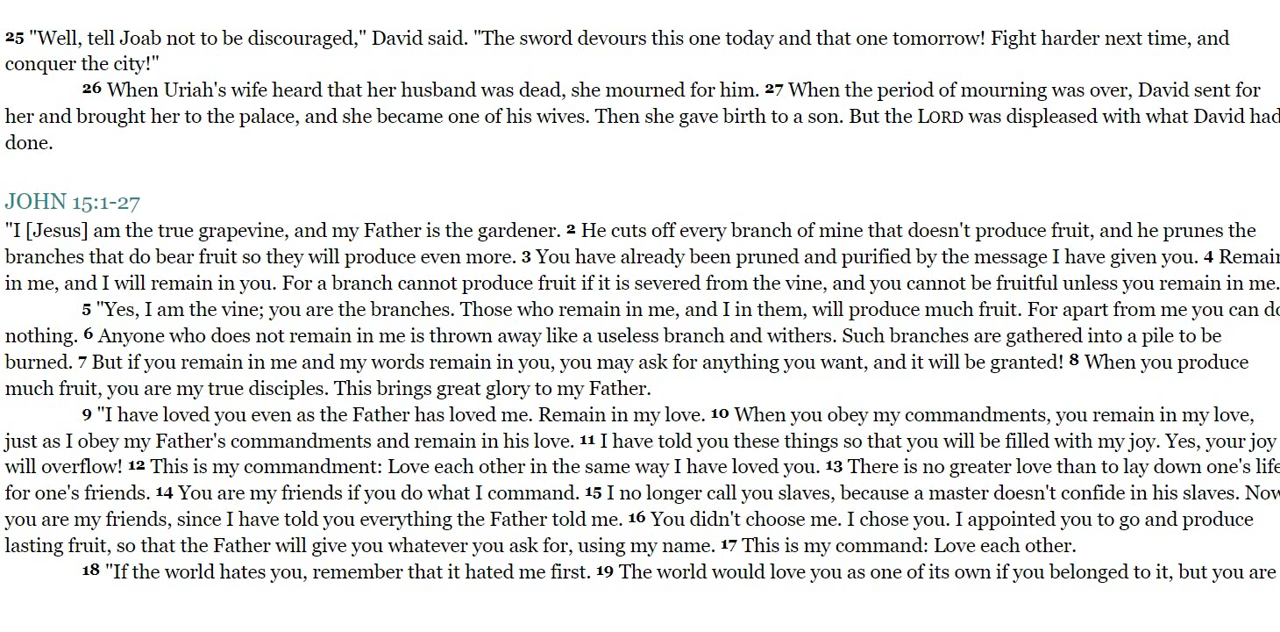 25 "Well, tell Joab not to be discouraged," David said. "The sword devours this one today and that one tomorrow! Fight harder next time, and
conquer the city!"
26 When Uriah's wife heard that her husband was dead, she mourned for him. 27 When the period of mourning was over, David sent for
her and brought her to the palace, and she became one of his wives. Then she gave birth to a son. But the LORD was displeased with what David had
done.
JOHN 15:1-27
"I [Jesus] am the true grapevine, and my Father is the gardener. 2 He cuts off every branch of mine that doesn't produce fruit, and he prunes the
branches that do bear fruit so they will produce even more. 3 You have already been pruned and purified by the message I have given you. 4 Remain
in me, and I will remain in you. For a branch cannot produce fruit if it is severed from the vine, and you cannot be fruitful unless you remain in me.
5 "Yes, I am the vine; you are the branches. Those who remain in me, and I in them, will produce much fruit. For apart from me you can do
nothing. 6 Anyone who does not remain in me is thrown away like a useless branch and withers. Such branches are gathered into a pile to be
burned. 7 But if you remain in me and my words remain in you, you may ask for anything you want, and it will be granted! 8 When you produce
much fruit, you are my true disciples. This brings great glory to my Father.
9 "I have loved you even as the Father has loved me. Remain in my love. 10 When you obey my commandments, you remain in my love,
just as I obey my Father's commandments and remain in his love. 11 I have told you these things so that you will be filled with my joy. Yes, your joy
will overflow! 12 This is my commandment: Love each other in the same way I have loved you. 13 There is no greater love than to lay down one's life
for one's friends. 14 You are my friends if you do what I command. 15 I no longer call you slaves, because a master doesn't confide in his slaves. Now
you are my friends, since I have told you everything the Father told me. 16 You didn't choose me. I chose you. I appointed you to go and produce
lasting fruit, so that the Father will give you whatever you ask for, using my name. 17 This is my command: Love each other.
18 "If the world hates you, remember that it hated me first. 19 The world would love you as one of its own if you belonged to it, but you are